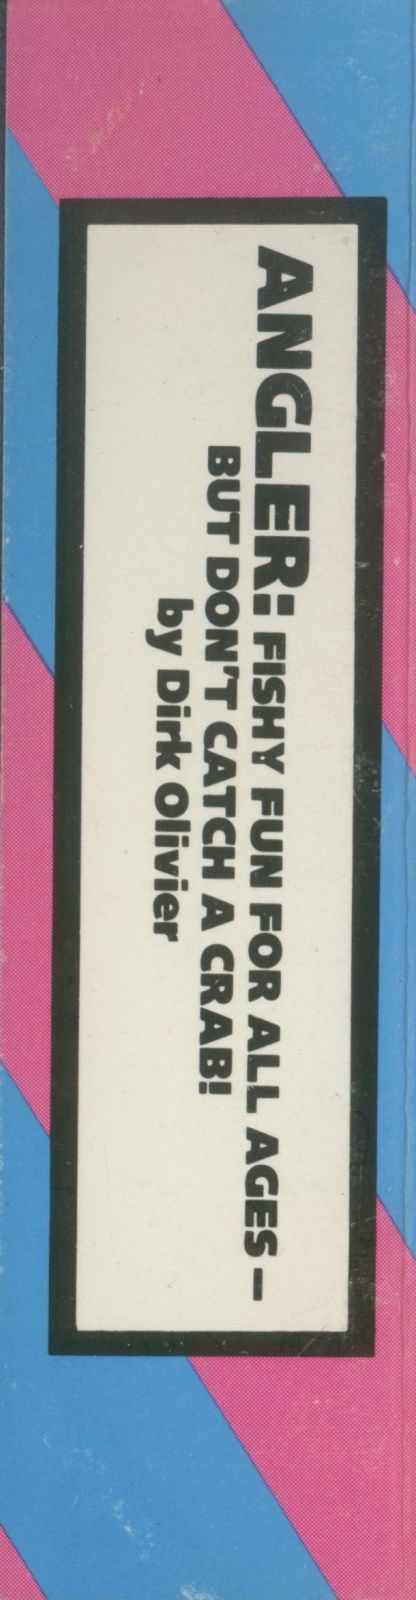 ANGLER: FISHY FUN FOR ALL AGES –
BUT DON'T CATCH A CRAB!
by Dirk Olivier